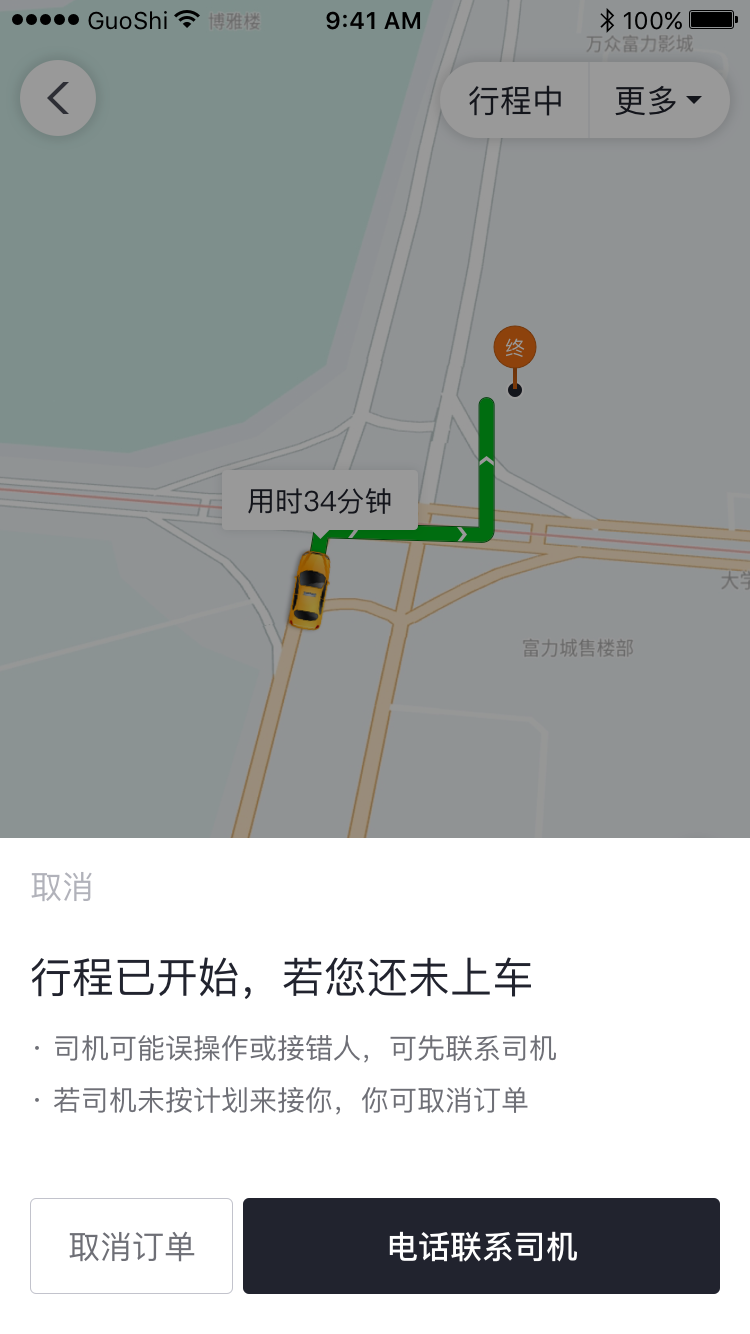 GuoShi 博雅楼 9:41 AM 100%
万众富力影城
行程中 更多
终
用时34分钟
大学
富力城售楼部
取消
行程已开始，若您还未上车
· 司机可能误操作或接错人，可先联系司机
· 若司机未按计划来接你，你可取消订单
取消订单 电话联系司机